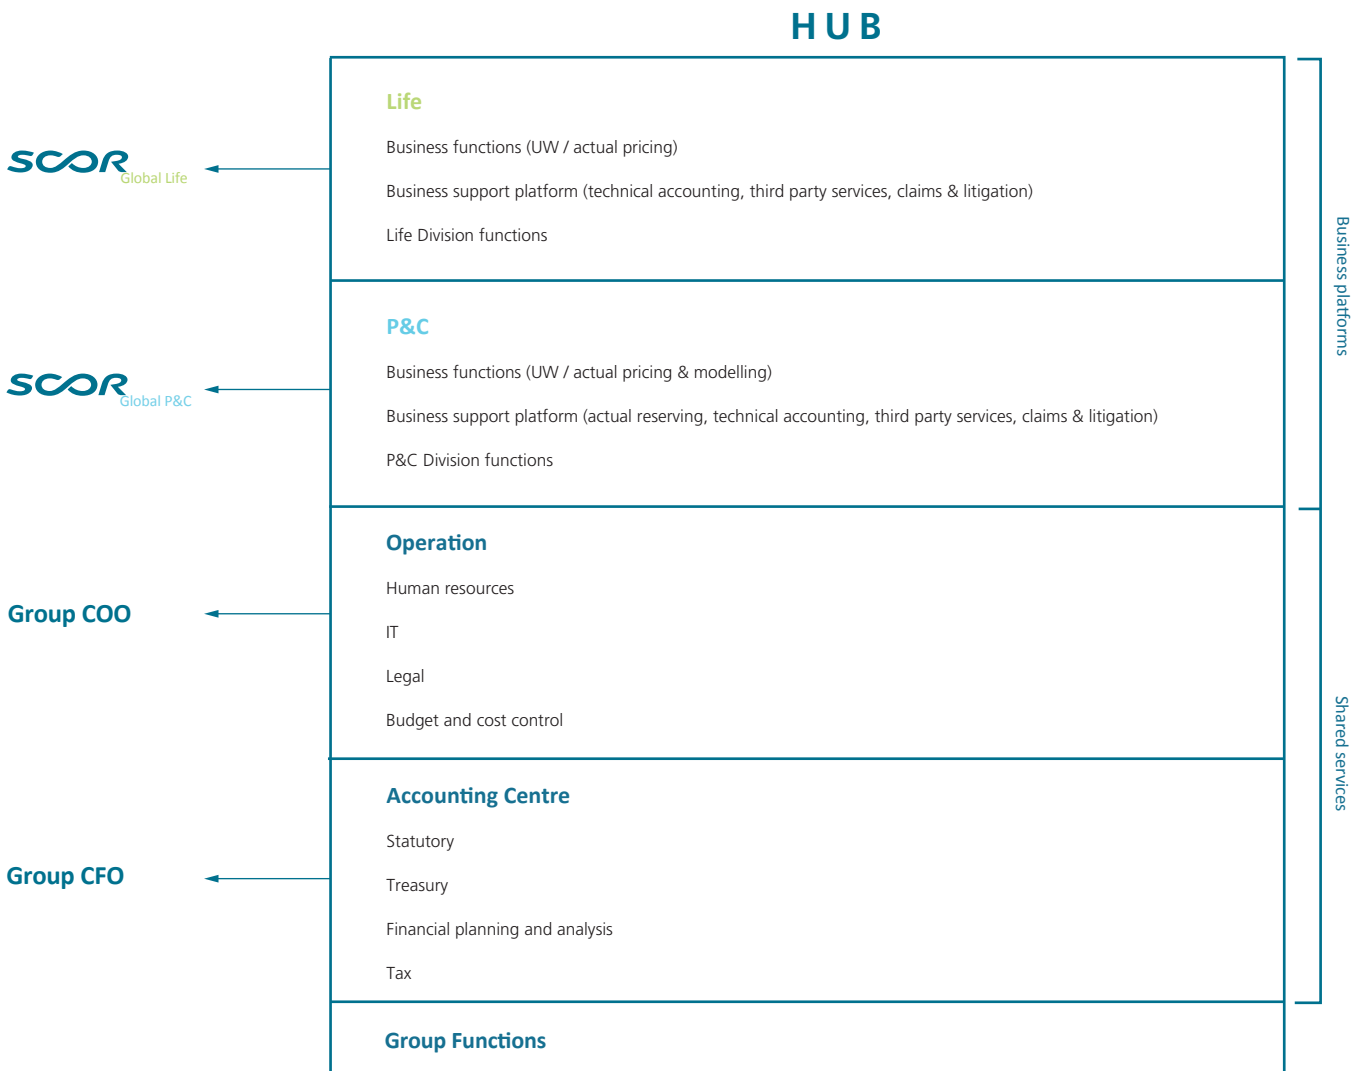 HUB
Life
Business functions (UW / actual pricing)
SCOR
Global Life
Business support platform (technical accounting, third party services, claims & litigation)
Life Division functions
Business platforms
P&C
Business functions (UW / actual pricing & modelling)
SCOR
Global P&C
Business support platform (actual reserving, technical accounting, third party services, claims & litigation)
P&C Division functions
Operation
Human resources
Group COO
IT
Legal
Budget and cost control
Shared services
Accounting Centre
Statutory
Group CFO
Treasury
Financial planning and analysis
Tax
Group Functions